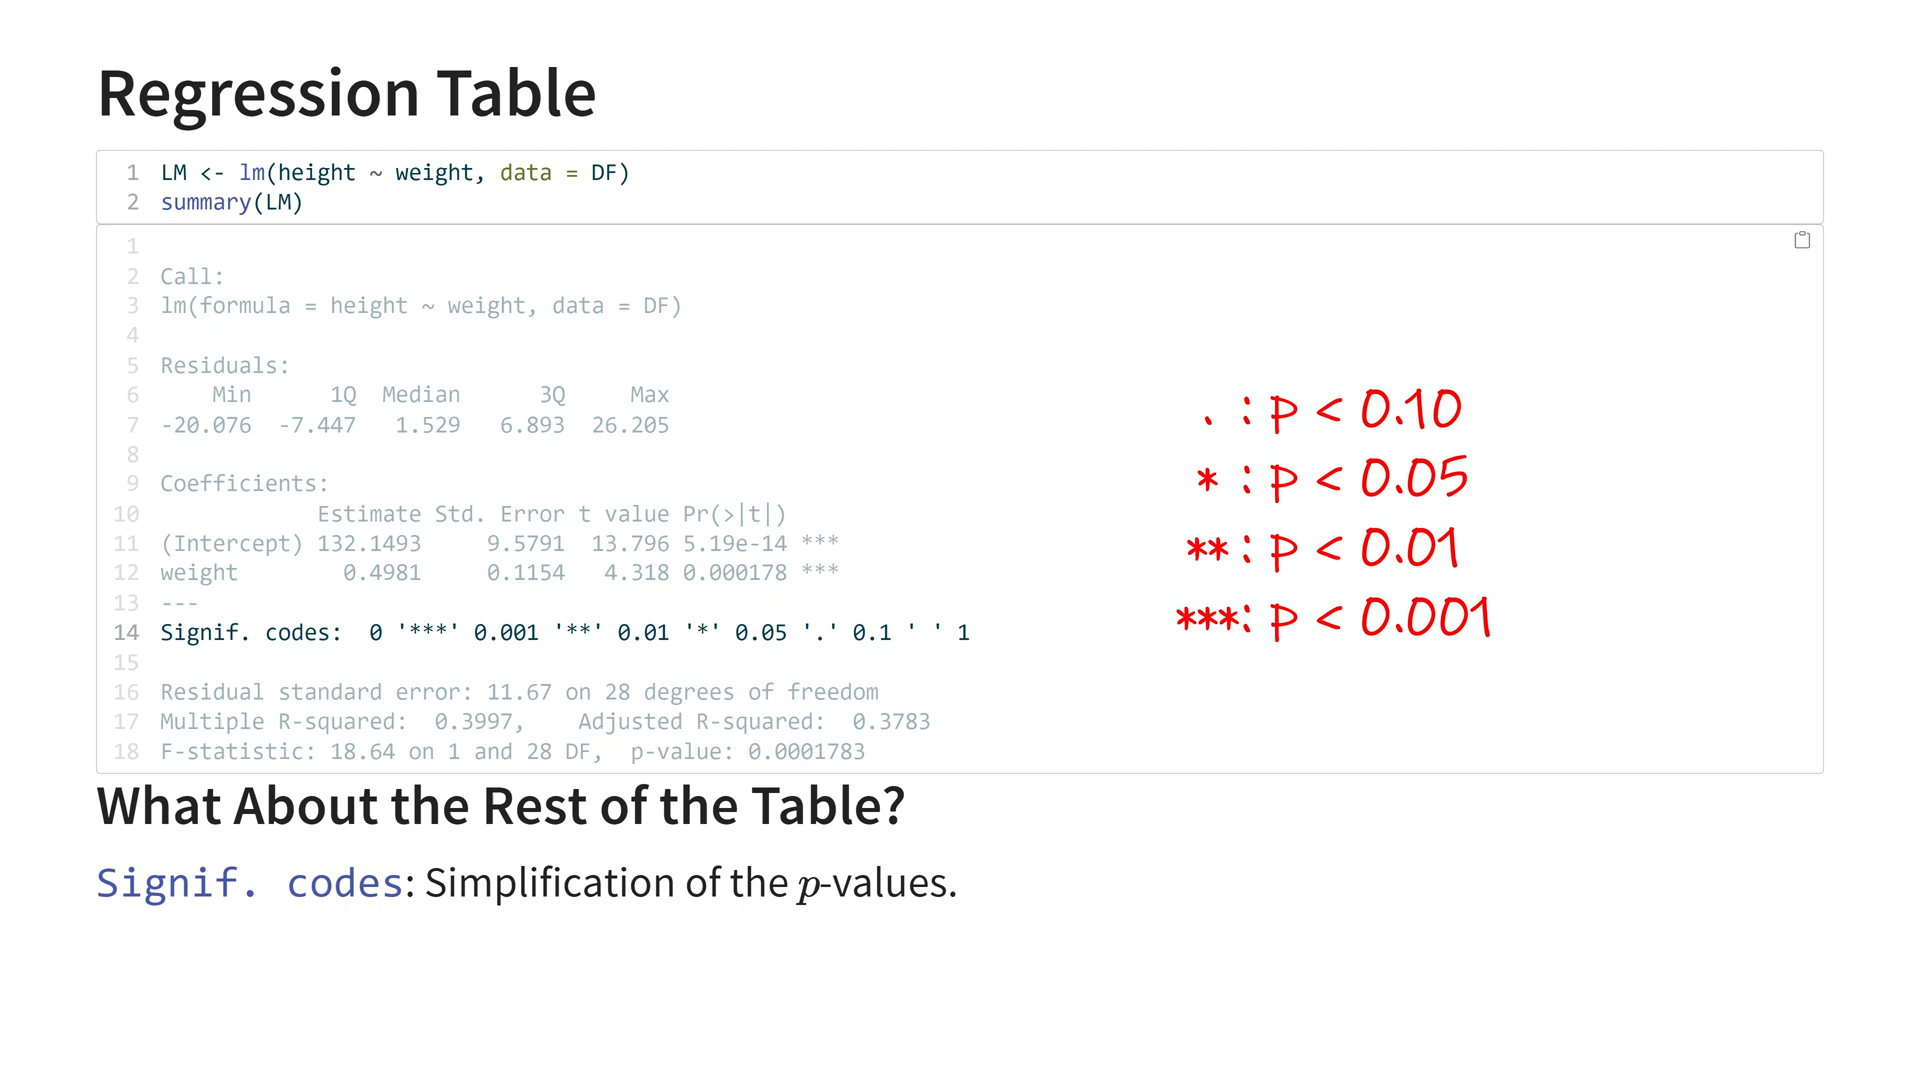 Regression Table
1 LM <- lm(height ~ weight, data = DF)
2 summary(LM)
1
2 Call:
3 lm(formula = height ~ weight, data = DF)
4
5 Residuals:
6     Min      1Q  Median      3Q     Max
7 -20.076  -7.447   1.529   6.893  26.205
8
9 Coefficients:
10             Estimate Std. Error t value Pr(>|t|)
11 (Intercept) 132.1493     9.5791  13.796 5.19e-14 ***
12 weight        0.4981     0.1154   4.318 0.000178 ***
13 ---
14 Signif. codes:  0 '***' 0.001 '**' 0.01 '*' 0.05 '.' 0.1 ' ' 1
15
16 Residual standard error: 11.67 on 28 degrees of freedom
17 Multiple R-squared:  0.3997,    Adjusted R-squared:  0.3783
18 F-statistic: 18.64 on 1 and 28 DF,  p-value: 0.0001783
. : p < 0.10
* : p < 0.05
** : p < 0.01
***: p < 0.001
What About the Rest of the Table?
Signif. codes: Simplification of the p-values.